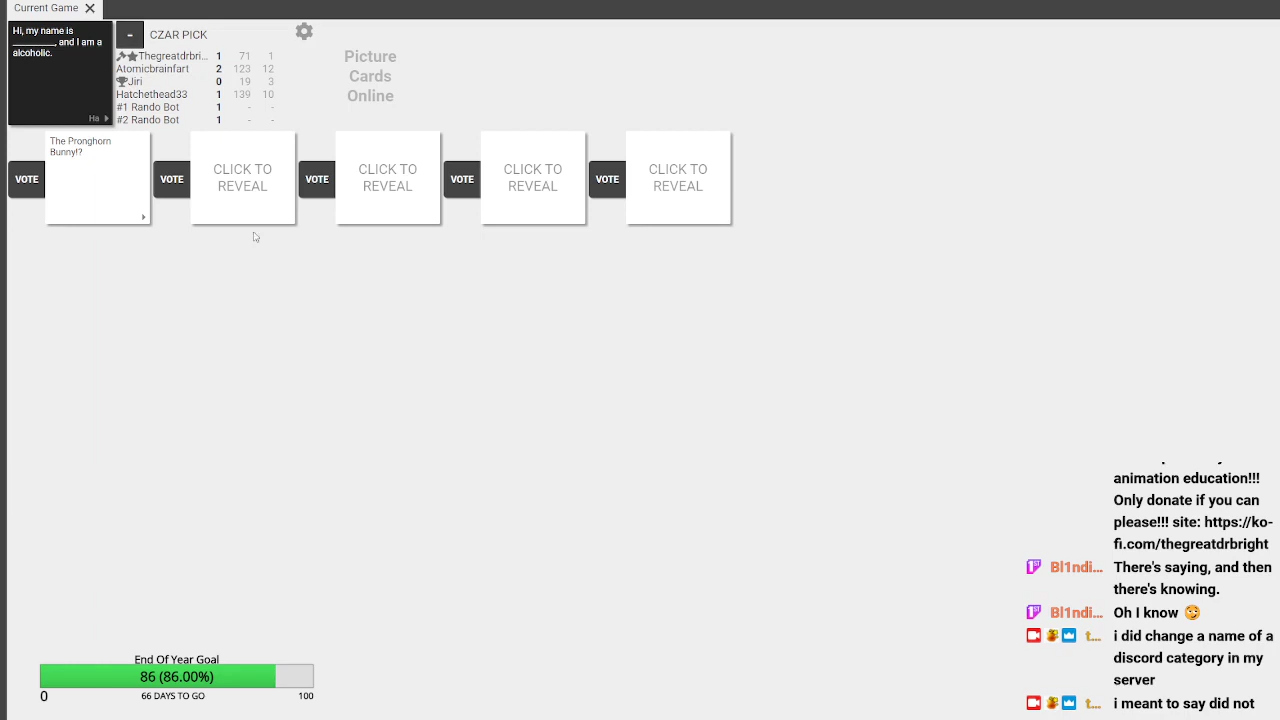 Current Game
Hi, my name is
________, and I am a
alcoholic.
Ha
-
CZAR PICK
Thegreatdrbri... 1 71 1
Atomicbrainfart 2 123 12
Jiri 0 19 3
Hatchethead33 1 139 10
#1 Rando Bot 1 - -
#2 Rando Bot 1 - -
Picture
Cards
Online
VOTE
The Pronghorn
Bunny!?
VOTE
CLICK TO
REVEAL
VOTE
CLICK TO
REVEAL
VOTE
CLICK TO
REVEAL
VOTE
CLICK TO
REVEAL
animation education!!!
Only donate if you can
please!!! site: https://ko-
fi.com/thegreatdrbright
Bl1ndi... There's saying, and then
there's knowing.
Bl1ndi... Oh I know 😳
t... i did change a name of a
discord category in my
server
t... i meant to say did not
End Of Year Goal
86 (86.00%)
0 66 DAYS TO GO 100